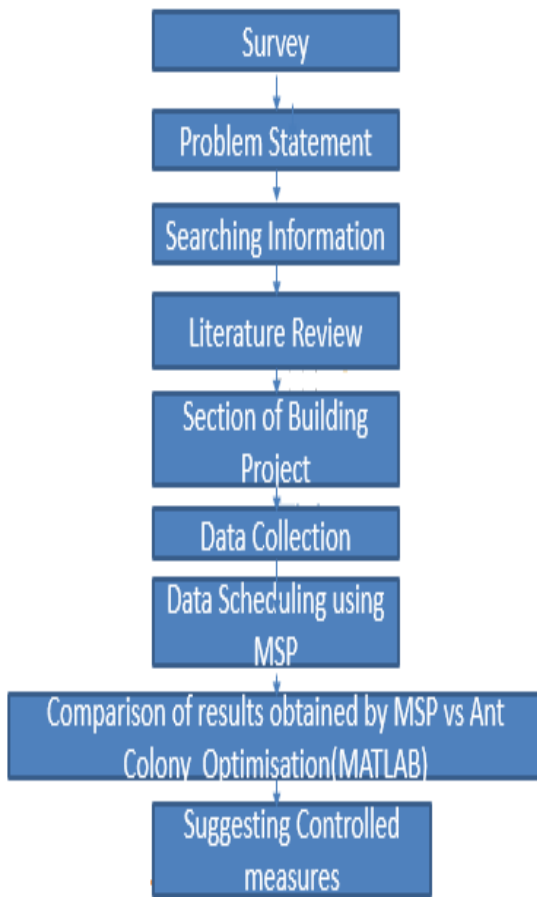 Survey
Problem Statement
Searching Information
Literature Review
Section of Building
Project
Data Collection
Data Scheduling using
MSP
Comparison of results obtained by MSP vs Ant
Colony Optimisation(MATLAB)
Suggesting Controlled
measures